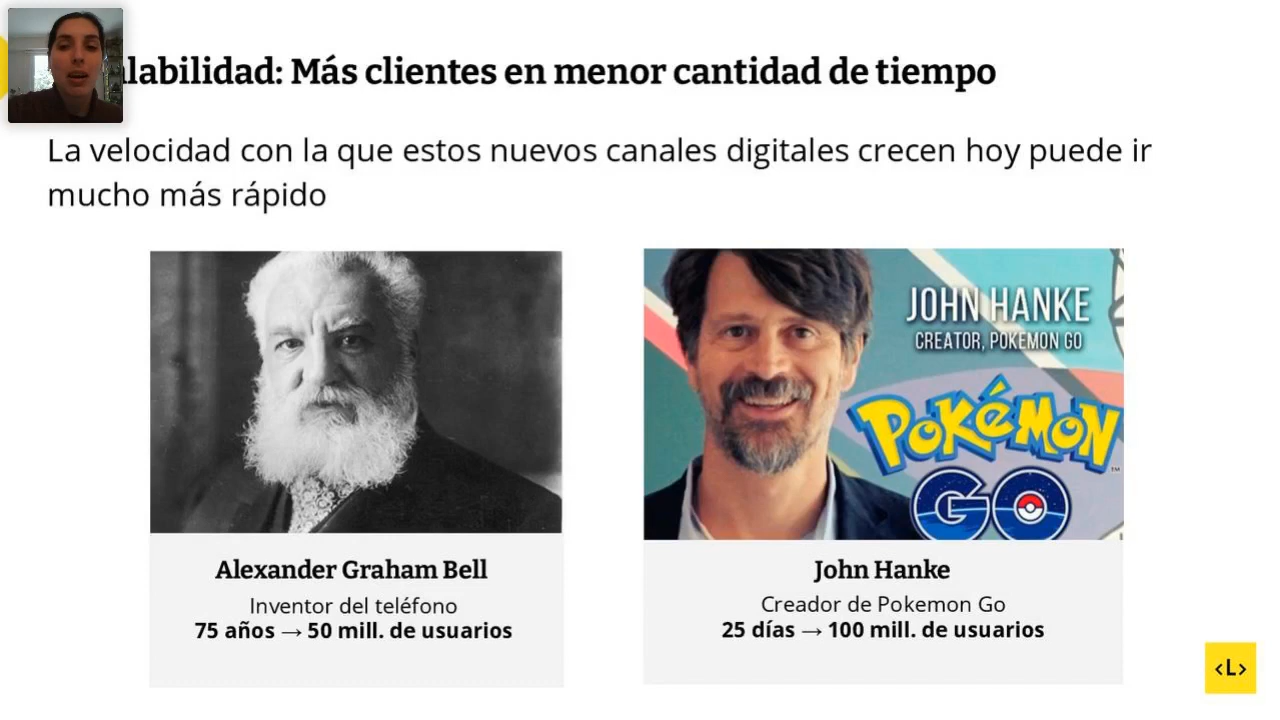 alabilidad: Más clientes en menor cantidad de tiempo
La velocidad con la que estos nuevos canales digitales crecen hoy puede ir
mucho más rápido
JOHN HANKE
CREATOR, POKEMON GO
POKéMON
TM
GO
Alexander Graham Bell
Inventor del teléfono
75 años → 50 mill. de usuarios
John Hanke
Creador de Pokemon Go
25 días → 100 mill. de usuarios
<L>